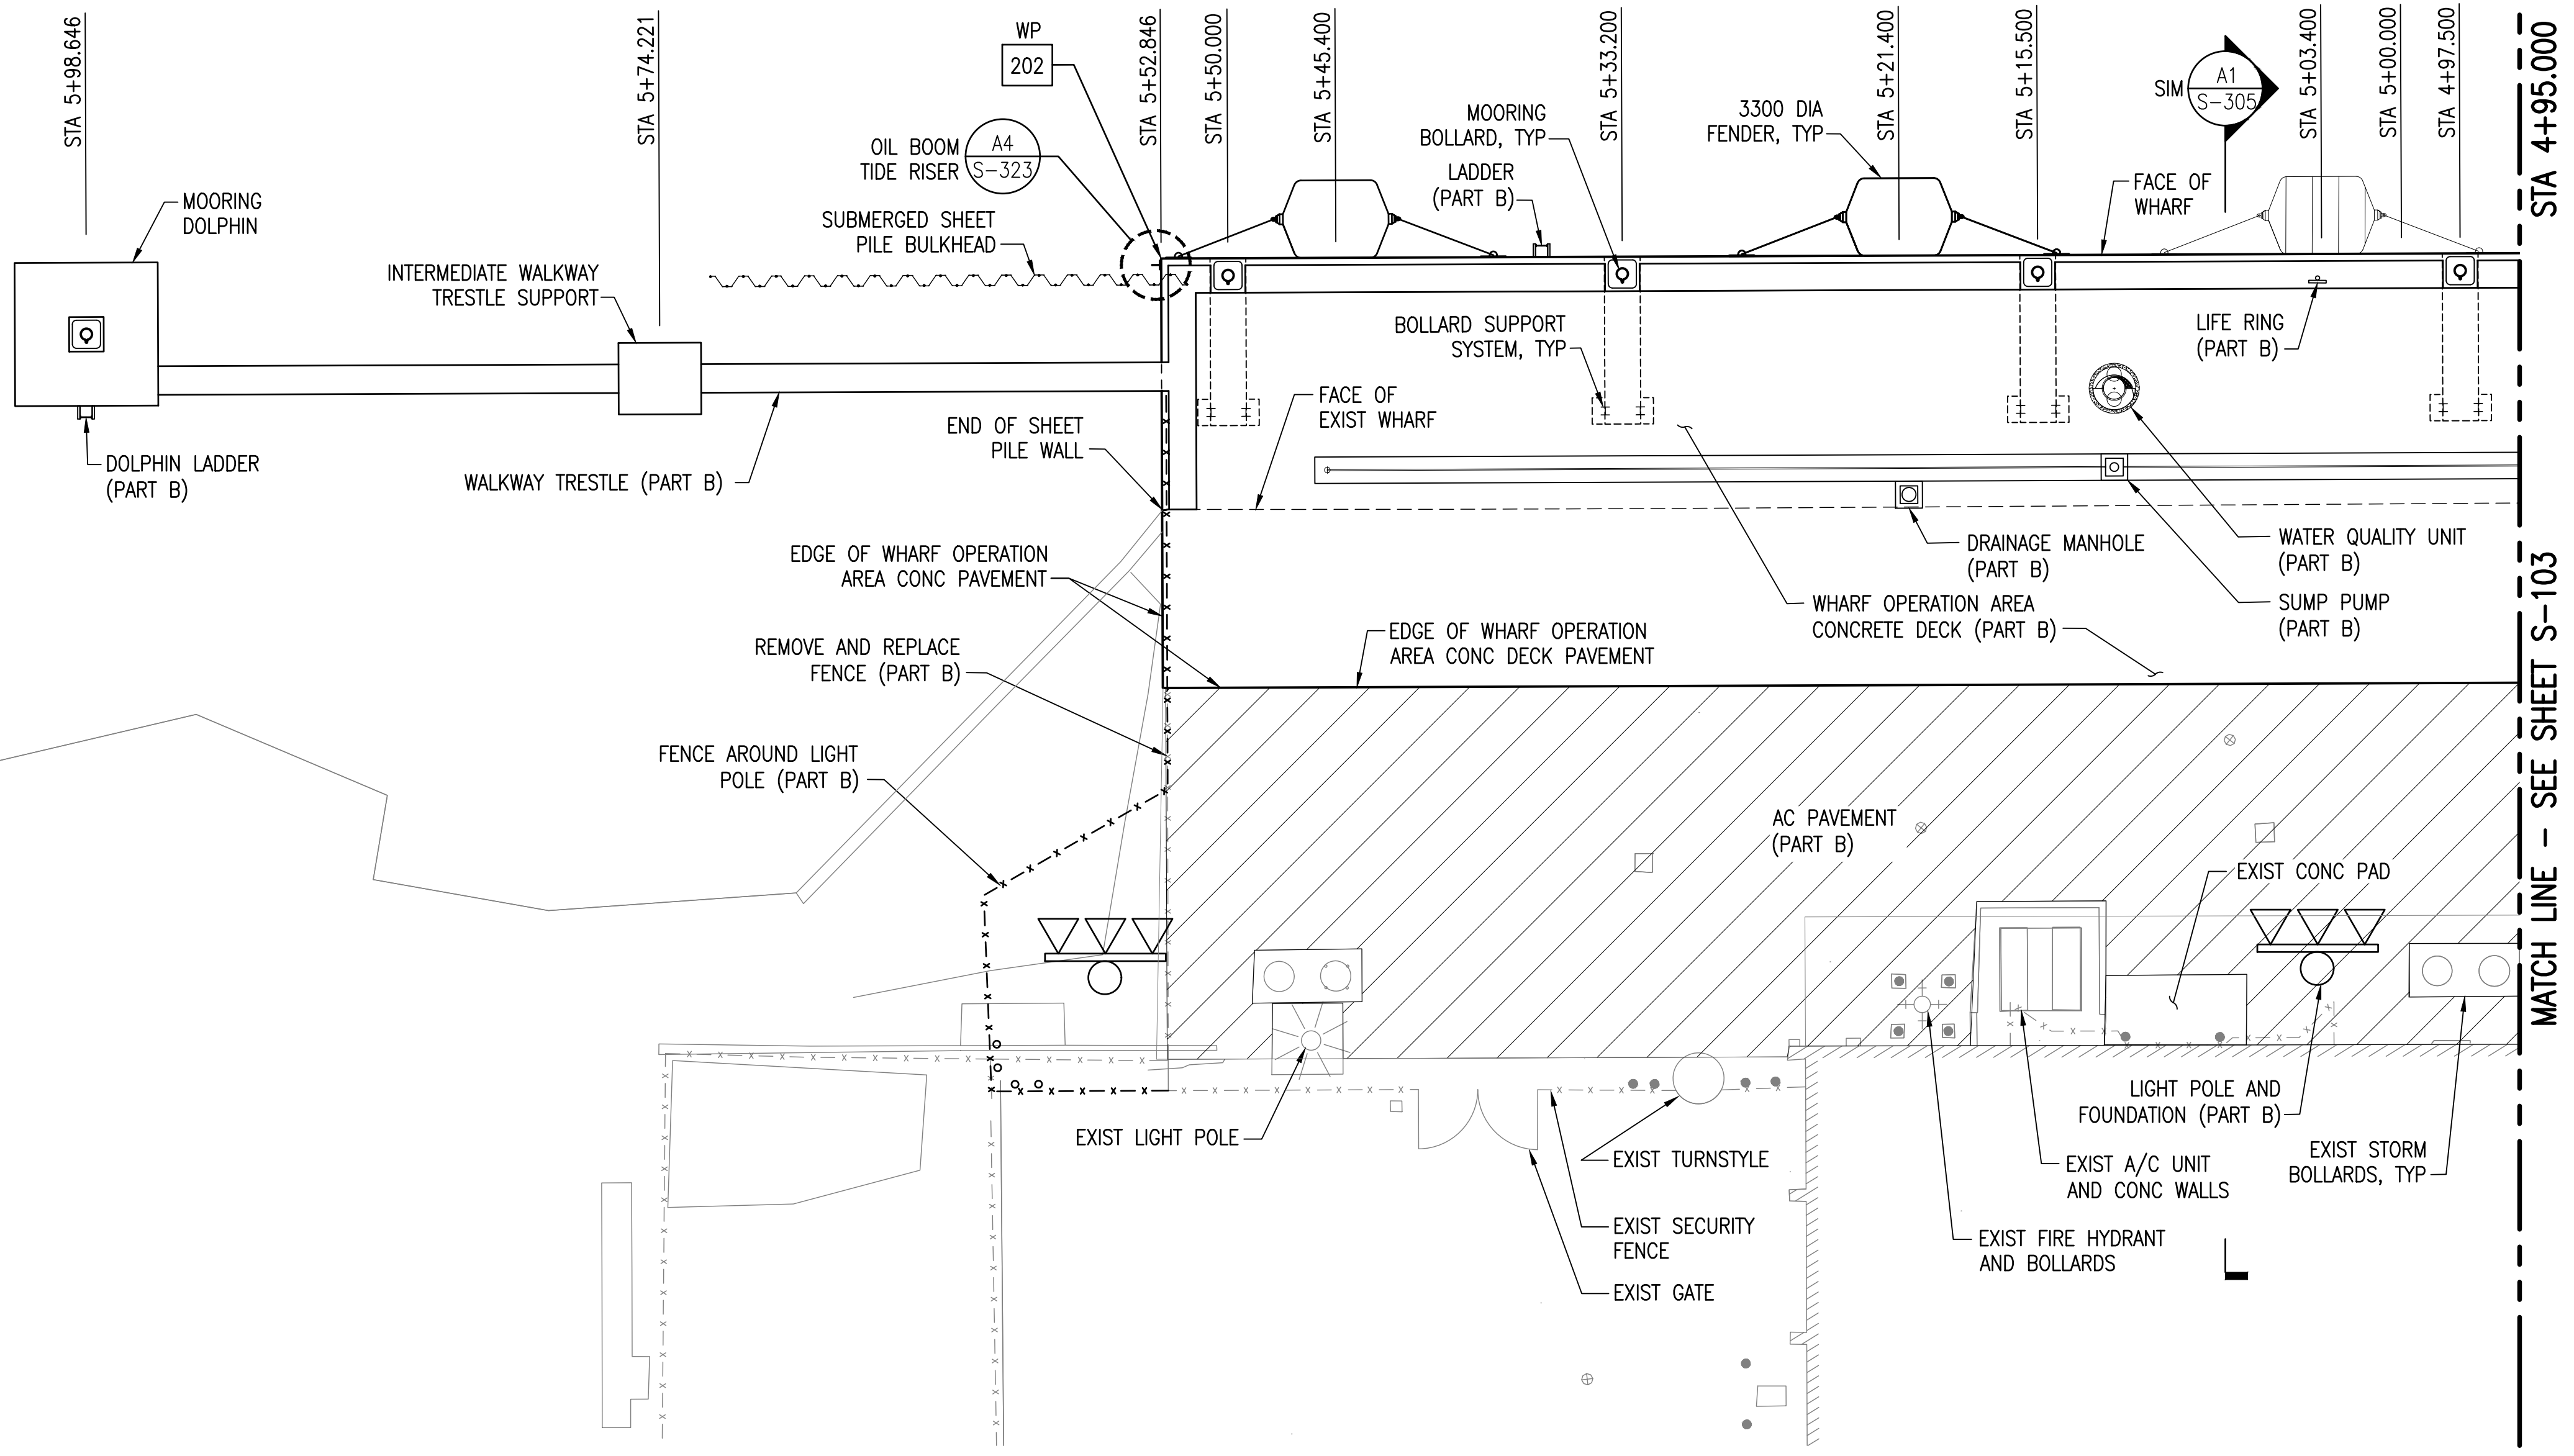 STA 5+98.646
STA 5+74.221
WP
202
STA 5+52.846
STA 5+50.000
STA 5+45.400
STA 5+33.200
STA 5+21.400
STA 5+15.500
SIM
A1
S-305
STA 5+03.400
STA 5+00.000
STA 4+97.500
STA 4+95.000
OIL BOOM
TIDE RISER
A4
S-323
MOORING
BOLLARD, TYP
3300 DIA
FENDER, TYP
LADDER
(PART B)
FACE OF
WHARF
MOORING
DOLPHIN
SUBMERGED SHEET
PILE BULKHEAD
INTERMEDIATE WALKWAY
TRESTLE SUPPORT
BOLLARD SUPPORT
SYSTEM, TYP
LIFE RING
(PART B)
FACE OF
EXIST WHARF
END OF SHEET
PILE WALL
DOLPHIN LADDER
(PART B)
WALKWAY TRESTLE (PART B)
EDGE OF WHARF OPERATION
AREA CONC PAVEMENT
DRAINAGE MANHOLE
(PART B)
WATER QUALITY UNIT
(PART B)
WHARF OPERATION AREA
CONCRETE DECK (PART B)
SUMP PUMP
(PART B)
EDGE OF WHARF OPERATION
AREA CONC DECK PAVEMENT
REMOVE AND REPLACE
FENCE (PART B)
FENCE AROUND LIGHT
POLE (PART B)
AC PAVEMENT
(PART B)
EXIST CONC PAD
MATCH LINE - SEE SHEET S-103
EXIST LIGHT POLE
EXIST TURNSTYLE
LIGHT POLE AND
FOUNDATION (PART B)
EXIST A/C UNIT
AND CONC WALLS
EXIST STORM
BOLLARDS, TYP
EXIST SECURITY
FENCE
EXIST FIRE HYDRANT
AND BOLLARDS
EXIST GATE